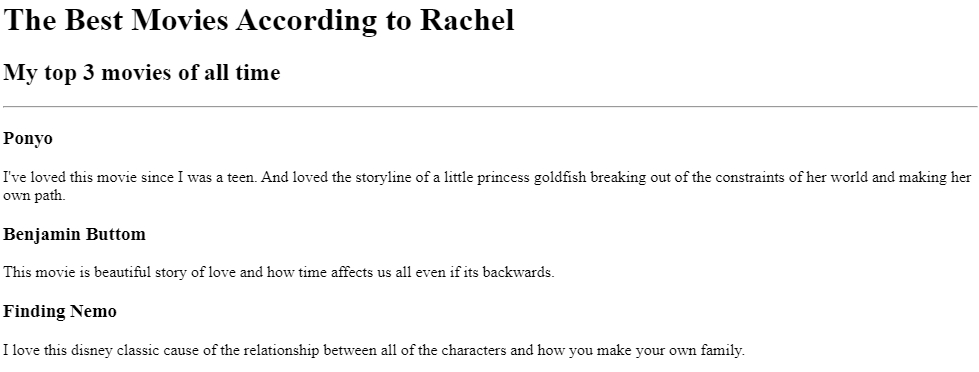 The Best Movies According to Rachel
My top 3 movies of all time
Ponyo
I've loved this movie since I was a teen. And loved the storyline of a little princess goldfish breaking out of the constraints of her world and making her
own path.
Benjamin Buttom
This movie is beautiful story of love and how time affects us all even if its backwards.
Finding Nemo
I love this disney classic cause of the relationship between all of the characters and how you make your own family.